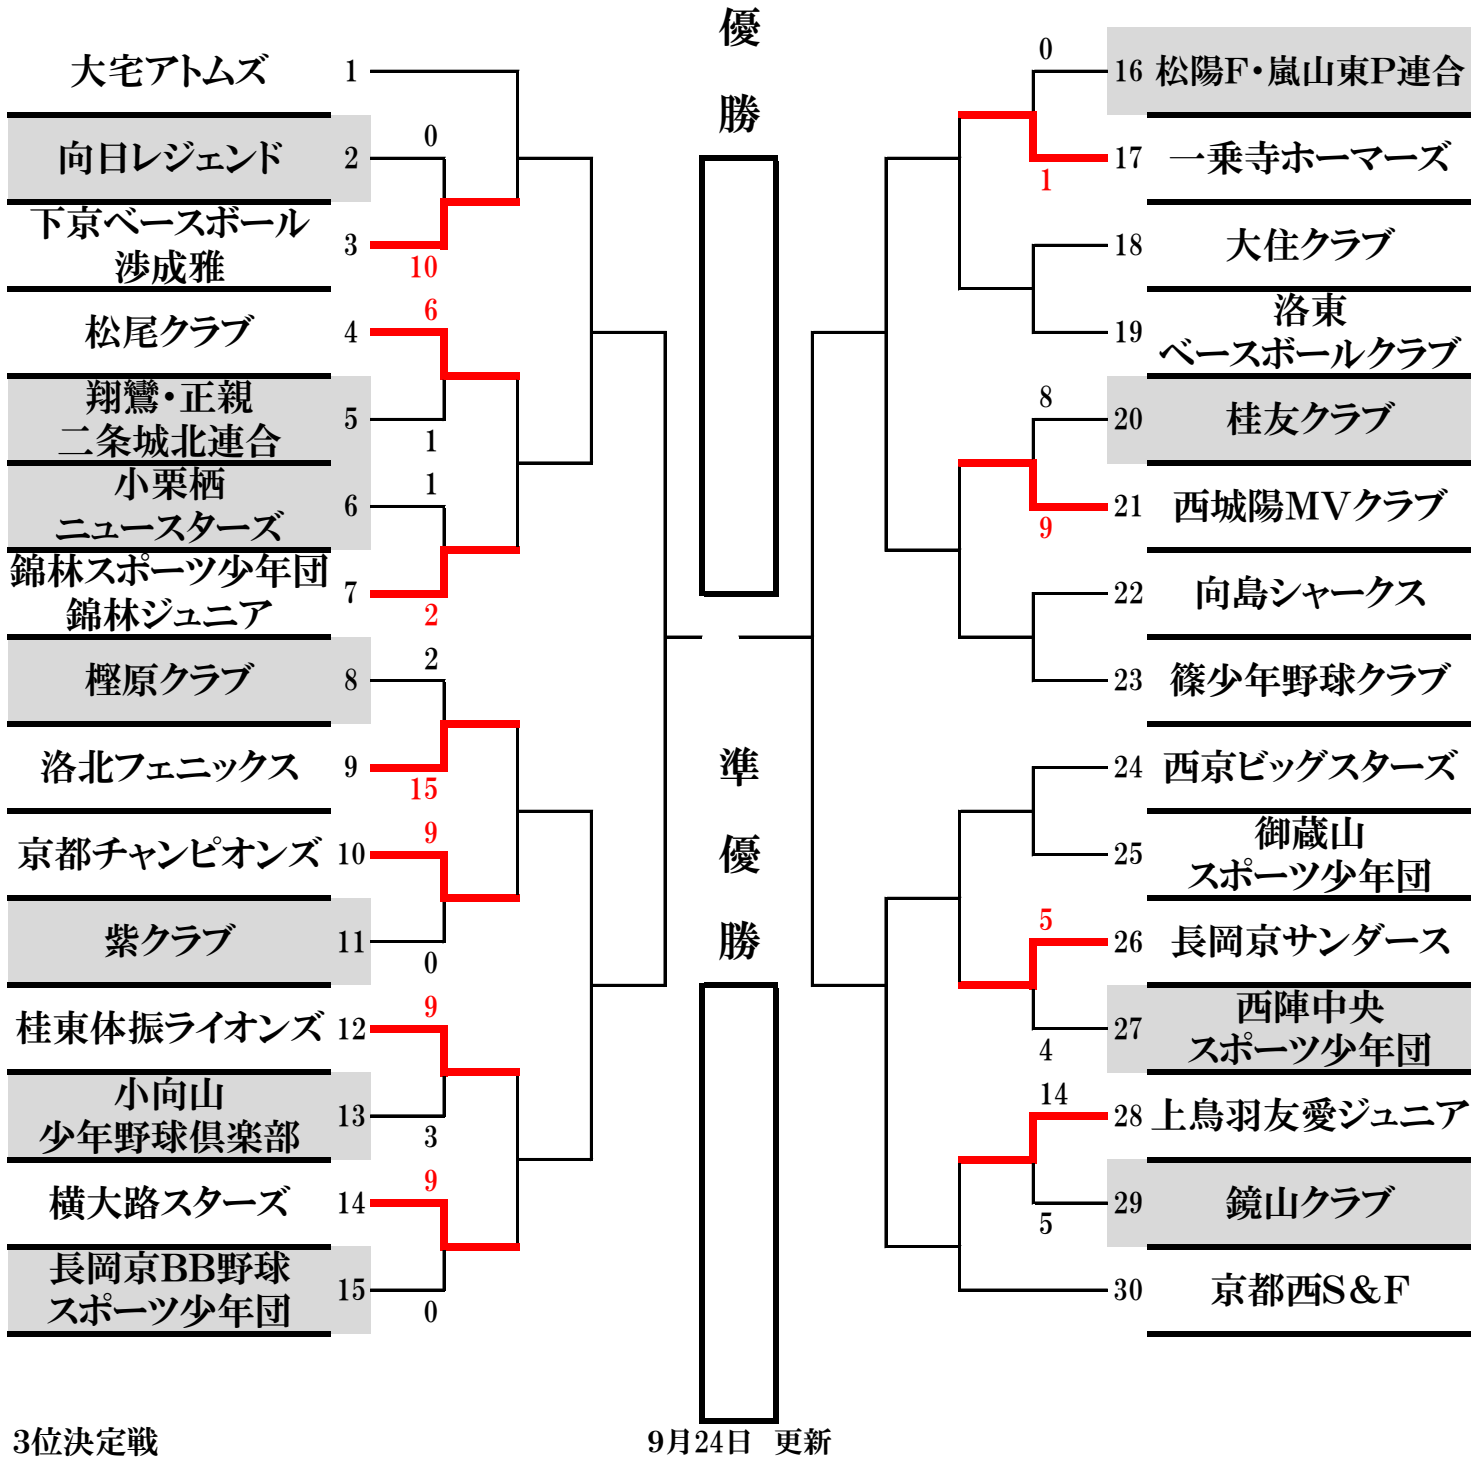 優
勝
大宅アトムズ 1
0
向日レジェンド 2
下京ベースボール
渉成雅 3
10
6
松尾クラブ 4
翔鸞・正親
二条城北連合 5
1
1
小栗栖
ニュースターズ 6
錦林スポーツ少年団
錦林ジュニア 7
2
2
樫原クラブ 8
洛北フェニックス 9
15
9
京都チャンピオンズ 10
紫クラブ 11
0
9
桂東体振ライオンズ 12
小向山
少年野球倶楽部 13
3
9
横大路スターズ 14
長岡京BB野球
スポーツ少年団 15
0
準
優
勝
0
16 松陽F・嵐山東P連合
17 一乗寺ホーマーズ
1
18 大住クラブ
洛東
19 ベースボールクラブ
8
20 桂友クラブ
21 西城陽MVクラブ
9
22 向島シャークス
23 篠少年野球クラブ
24 西京ビッグスターズ
御蔵山
25 スポーツ少年団
5
26 長岡京サンダース
西陣中央
27 スポーツ少年団
4
14
28 上鳥羽友愛ジュニア
29 鏡山クラブ
5
30 京都西S&F
3位決定戦
9月24日 更新